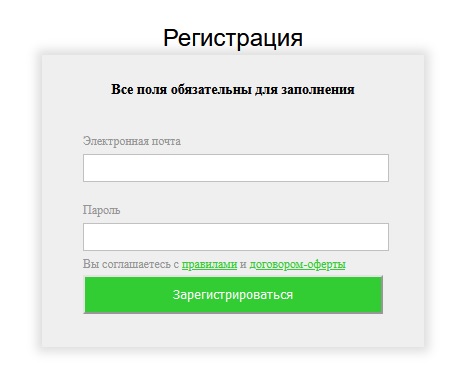 Регистрация
Все поля обязательны для заполнения
Электронная почта
Пароль
Вы соглашаетесь с правилами и договором-оферты
Зарегистрироваться